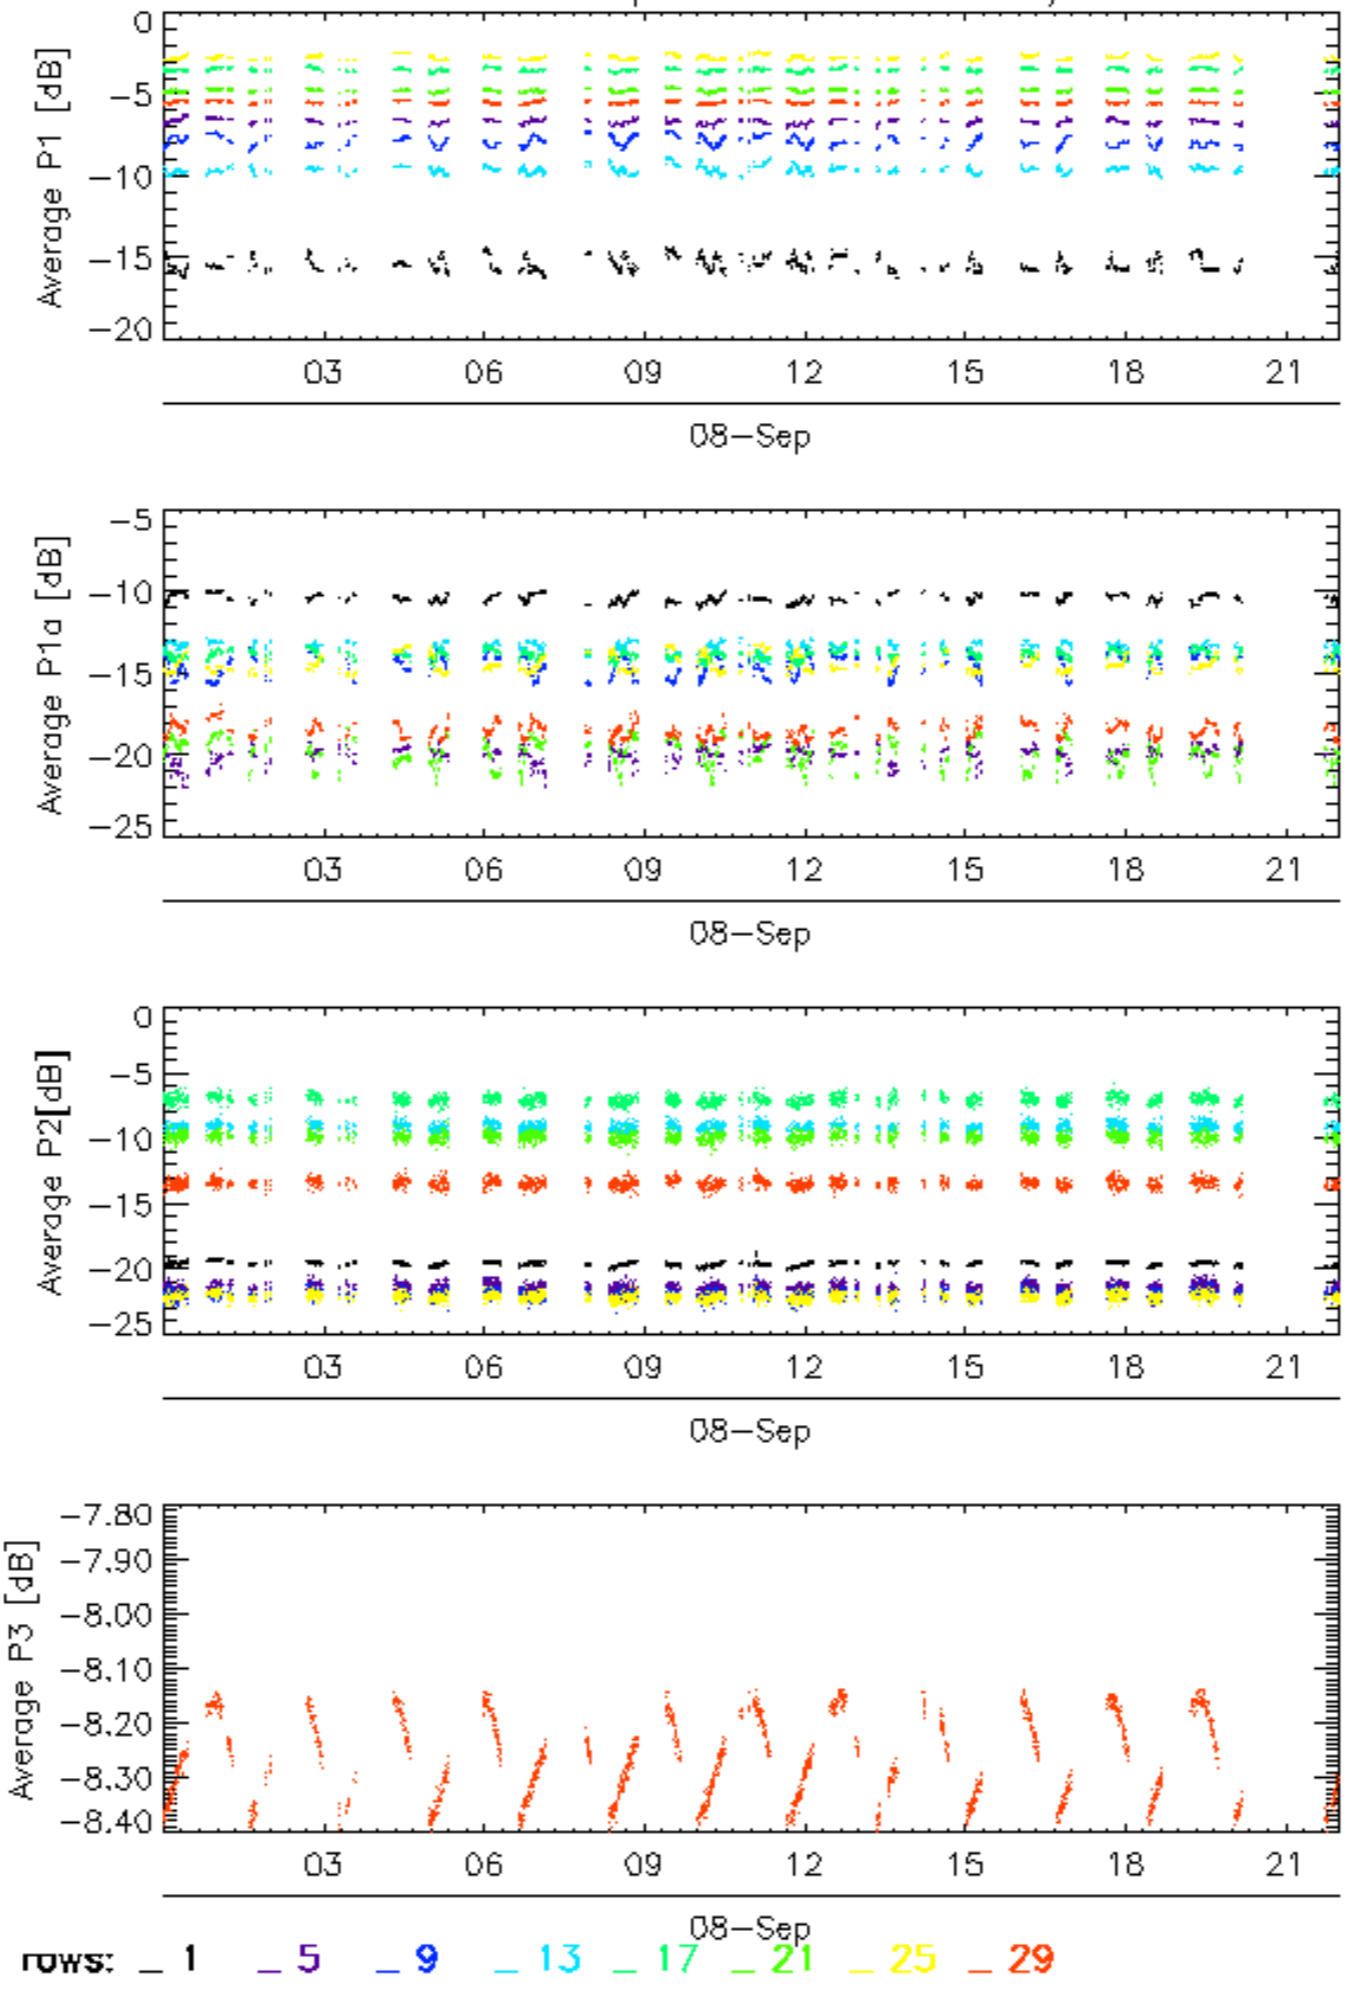 Average P1 [dB]
0
−5
−10
−15
−20
03 06 09 12 15 18 21
08−Sep
Average P1a [dB]
−5
−10
−15
−20
−25
03 06 09 12 15 18 21
08−Sep
Average P2[dB]
0
−5
−10
−15
−20
−25
03 06 09 12 15 18 21
08−Sep
Average P3 [dB]
−7.80
−7.90
−8.00
−8.10
−8.20
−8.30
−8.40
03 06 09 12 15 18 21
08−Sep
rows: _ 1 _ 5 _ 9 _ 13 _ 17 _ 21 _ 25 _ 29